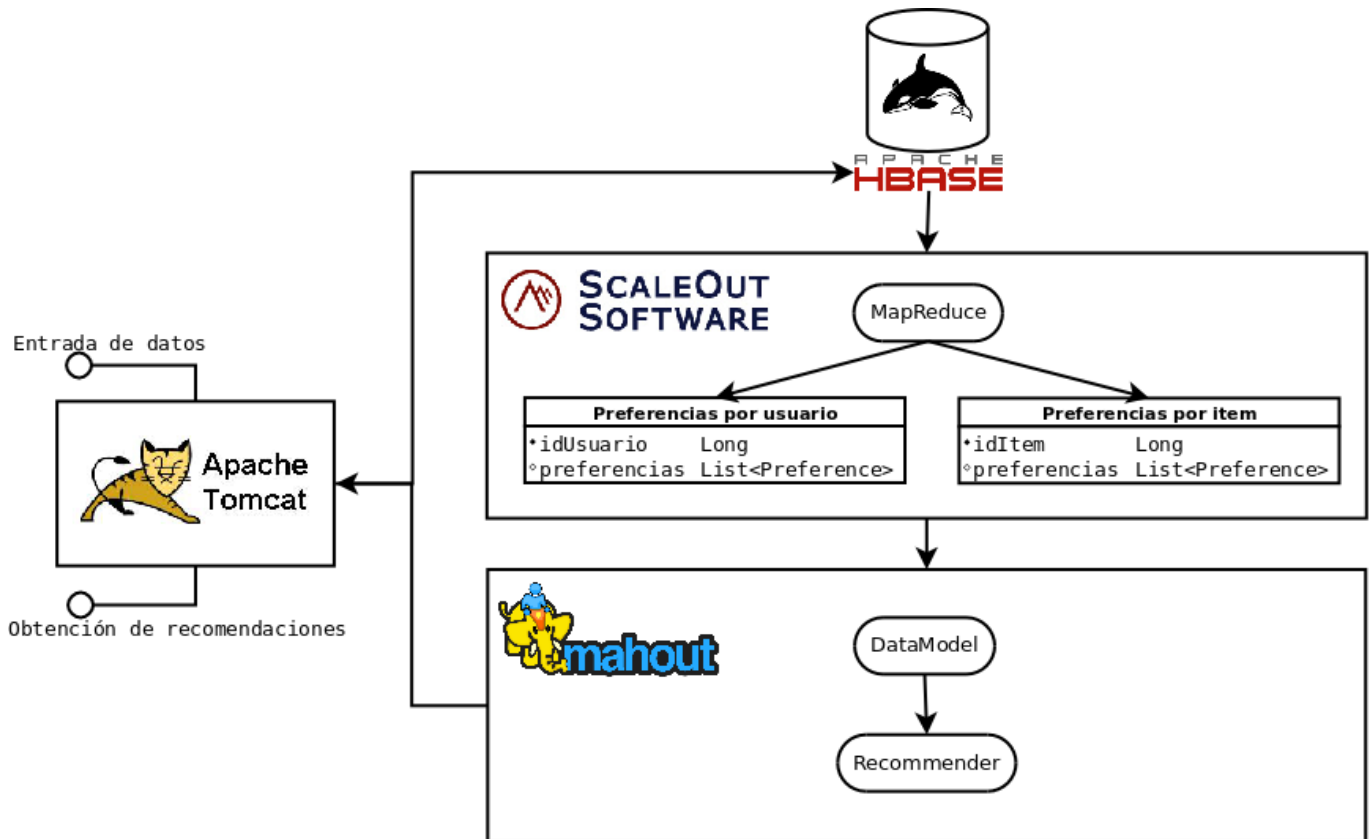 APACHE
HBASE
SCALEOUT
SOFTWARE
MapReduce
Preferencias por usuario
idUsuario Long
preferencias List<Preference>
Preferencias por item
idItem Long
preferencias List<Preference>
Entrada de datos
Apache
Tomcat
Obtención de recomendaciones
mahout
DataModel
Recommender